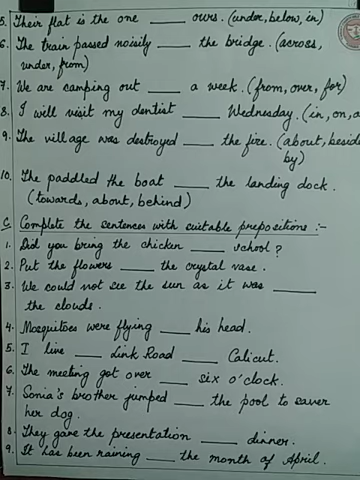 5. Their flat is the one ____ ours. (under, below, in)
6. The train passed noisily ____ the bridge. (across,
under, from)
7. We are camping out ____ a week. (from, over, for)
8. I will visit my dentist ____ Wednesday. (in, on, a
9. The village was destroyed ____ the fire. (about, beside
by)
10. The paddled the boat ____ the landing dock.
(towards, about, behind)
C Complete the sentences with suitable prepositions :-
1. Did you bring the chicken ____ school?
2. Put the flowers ____ the crystal vase.
3. We could not see the sun as it was ____
the clouds.
4. Mosquitoes were flying ____ his head.
5. I live ____ Link Road ____ Calicut.
6. The meeting got over ____ six o'clock.
7. Sonia's brother jumped ____ the pool to saver
her dog.
8. They gave the presentation ____ dinner.
9. It has been raining ____ the month of April.